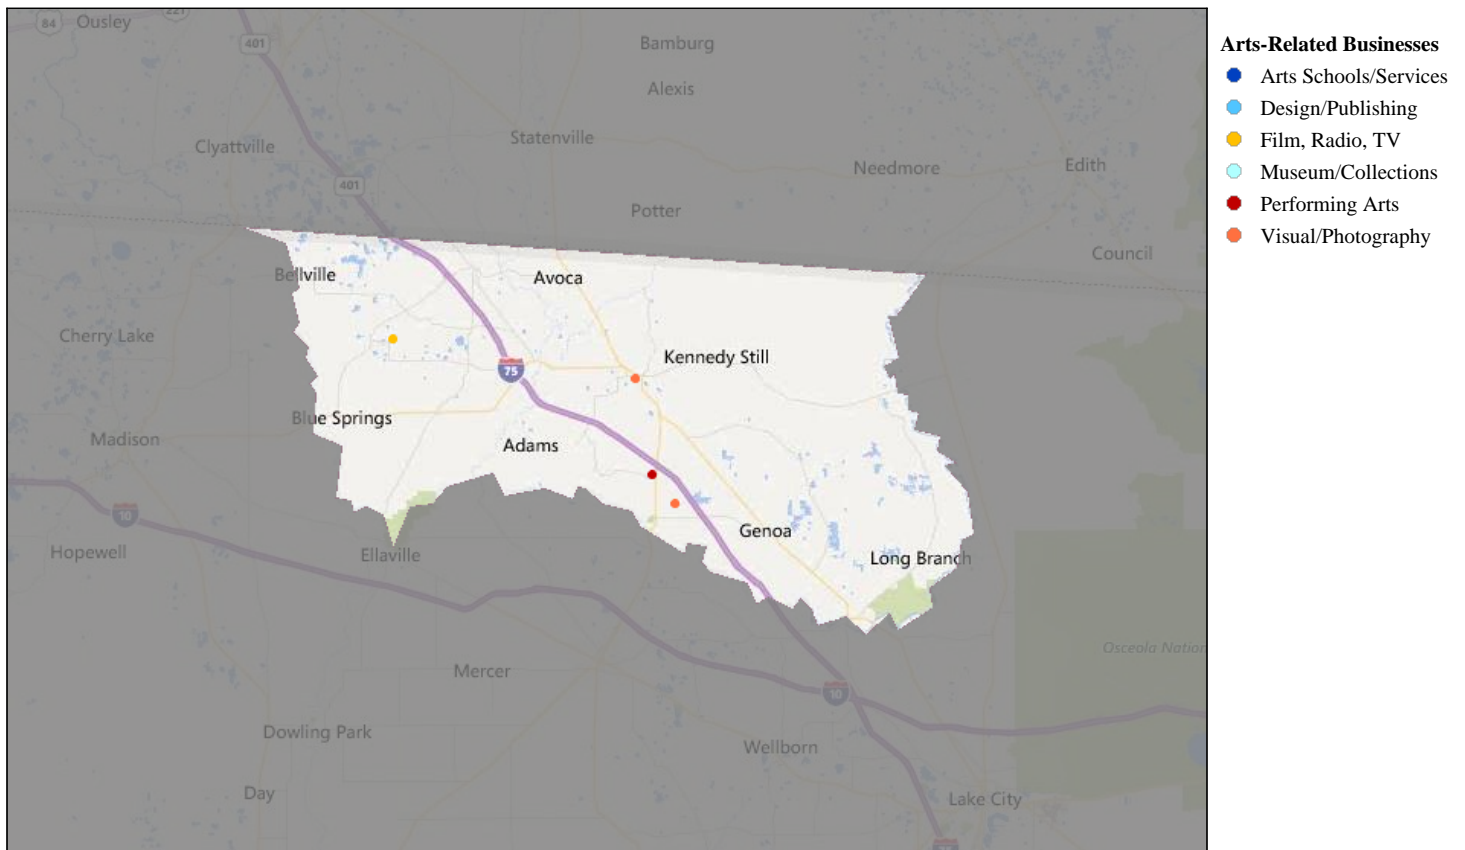 84
Ousley
221
401
Bamburg
Alexis
Clyattville
Statenville
401
Needmore
Edith
Potter
Council
Bellville
Avoca
Cherry Lake
Kennedy Still
75
Blue Springs
Madison
Adams
10
Hopewell
Ellaville
Genoa
Long Branch
Osceola Nation
Mercer
10
Dowling Park
Wellborn
Day
Lake City
75
Arts-Related Businesses
Arts Schools/Services
Design/Publishing
Film, Radio, TV
Museum/Collections
Performing Arts
Visual/Photography